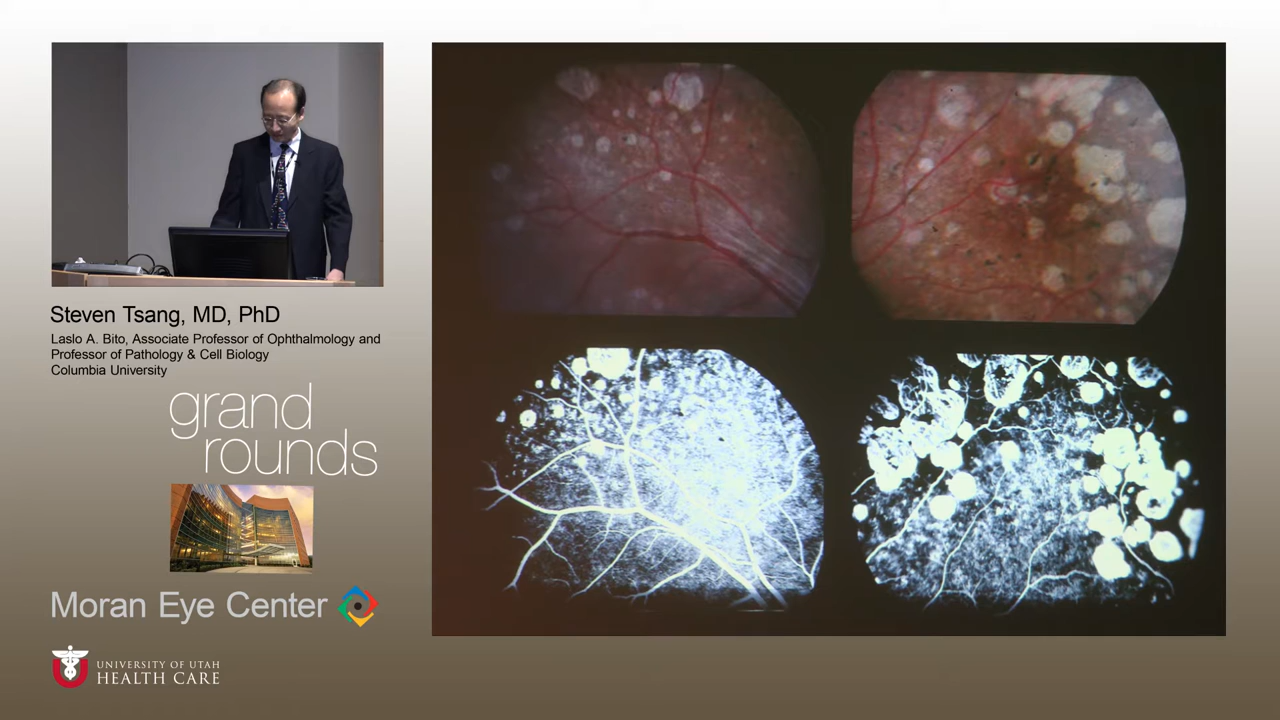 Steven Tsang, MD, PhD
Laslo A. Bito, Associate Professor of Ophthalmology and
Professor of Pathology & Cell Biology
Columbia University
grand
rounds
Moran Eye Center
UNIVERSITY OF UTAH
HEALTH CARE